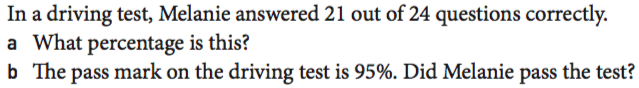 In a driving test, Melanie answered 21 out of 24 questions correctly.
a What percentage is this?
b The pass mark on the driving test is 95%. Did Melanie pass the test?